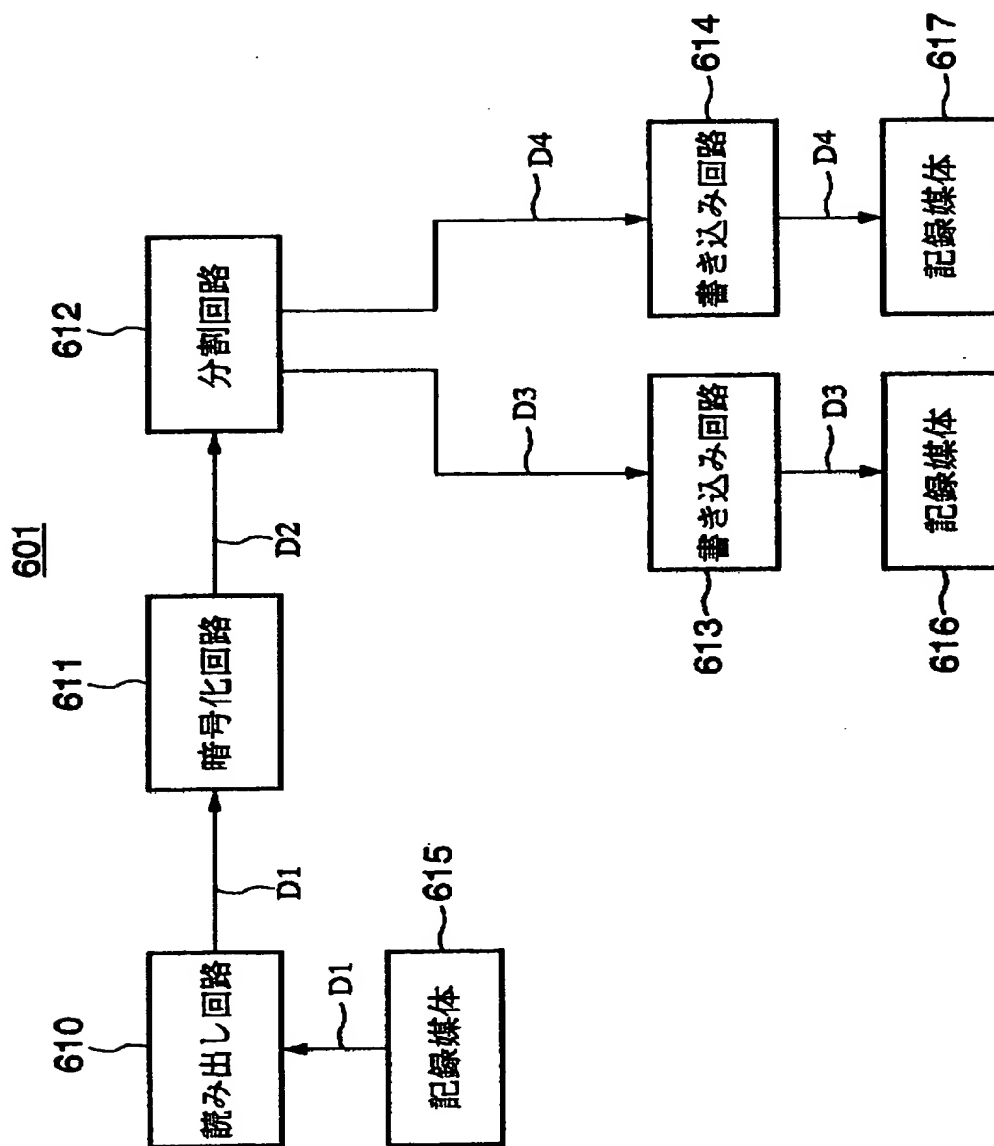 601
610
読み出し回路
D1
611
暗号化回路
D2
612
分割回路
D1
615
記録媒体
D3
D4
613
書き込み回路
614
書き込み回路
D3
D4
616
記録媒体
617
記録媒体